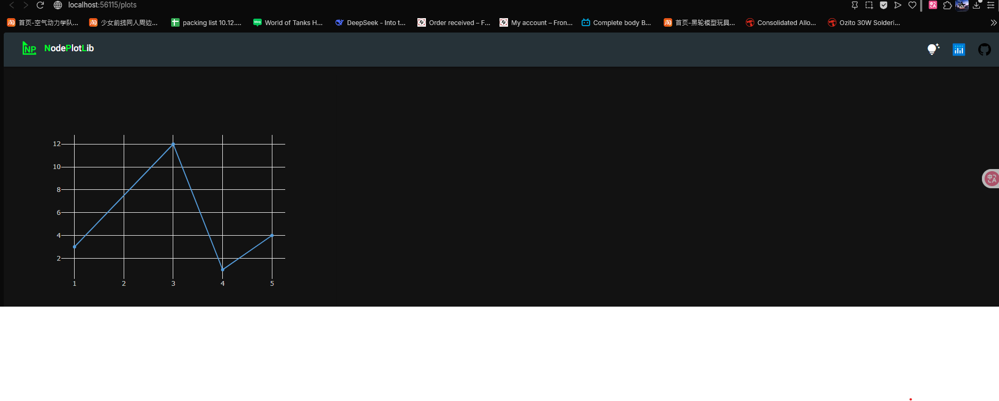 localhost:56115/plots
首页-空气动力学队...
少女前线同人周边...
packing list 10.12....
World of Tanks H...
DeepSeek - Into t...
Order received – F...
My account – Fron...
Complete body B...
首页-黑轮模型玩具...
Consolidated Allo...
Ozito 30W Solderi...
NP NodePlotLib
12
10
8
6
4
2
1 2 3 4 5